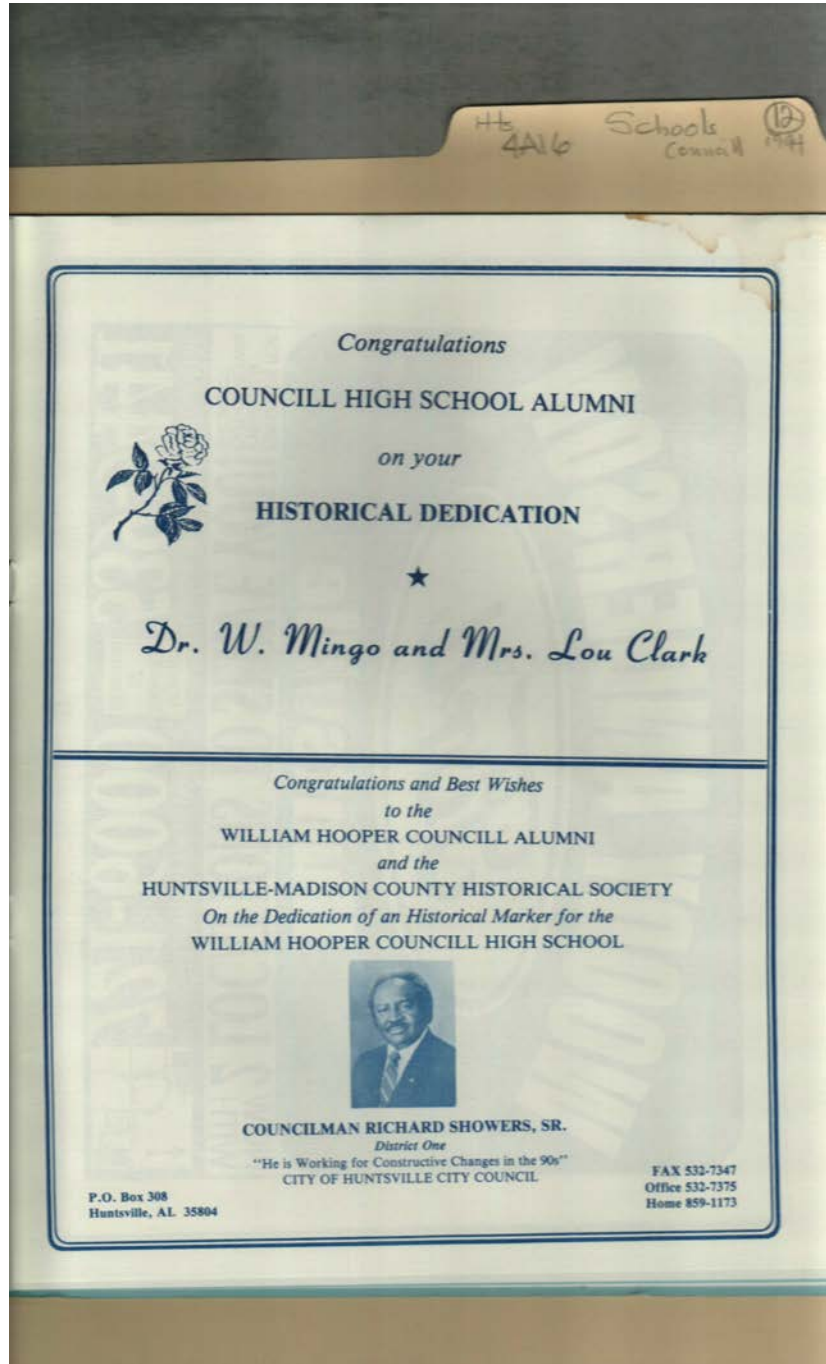 Hts
4A16
Schools
Councill
12
Congratulations
COUNCILL HIGH SCHOOL ALUMNI
on your
HISTORICAL DEDICATION
Dr. W. Mingo and Mrs. Lou Clark
Congratulations and Best Wishes
to the
WILLIAM HOOPER COUNCILL ALUMNI
and the
HUNTSVILLE-MADISON COUNTY HISTORICAL SOCIETY
On the Dedication of an Historical Marker for the
WILLIAM HOOPER COUNCILL HIGH SCHOOL
COUNCILMAN RICHARD SHOWERS, SR.
District One
"He is Working for Constructive Changes in the 90s"
CITY OF HUNTSVILLE CITY COUNCIL
P.O. Box 308
Huntsville, AL 35804
FAX 532-7347
Office 532-7375
Home 859-1173